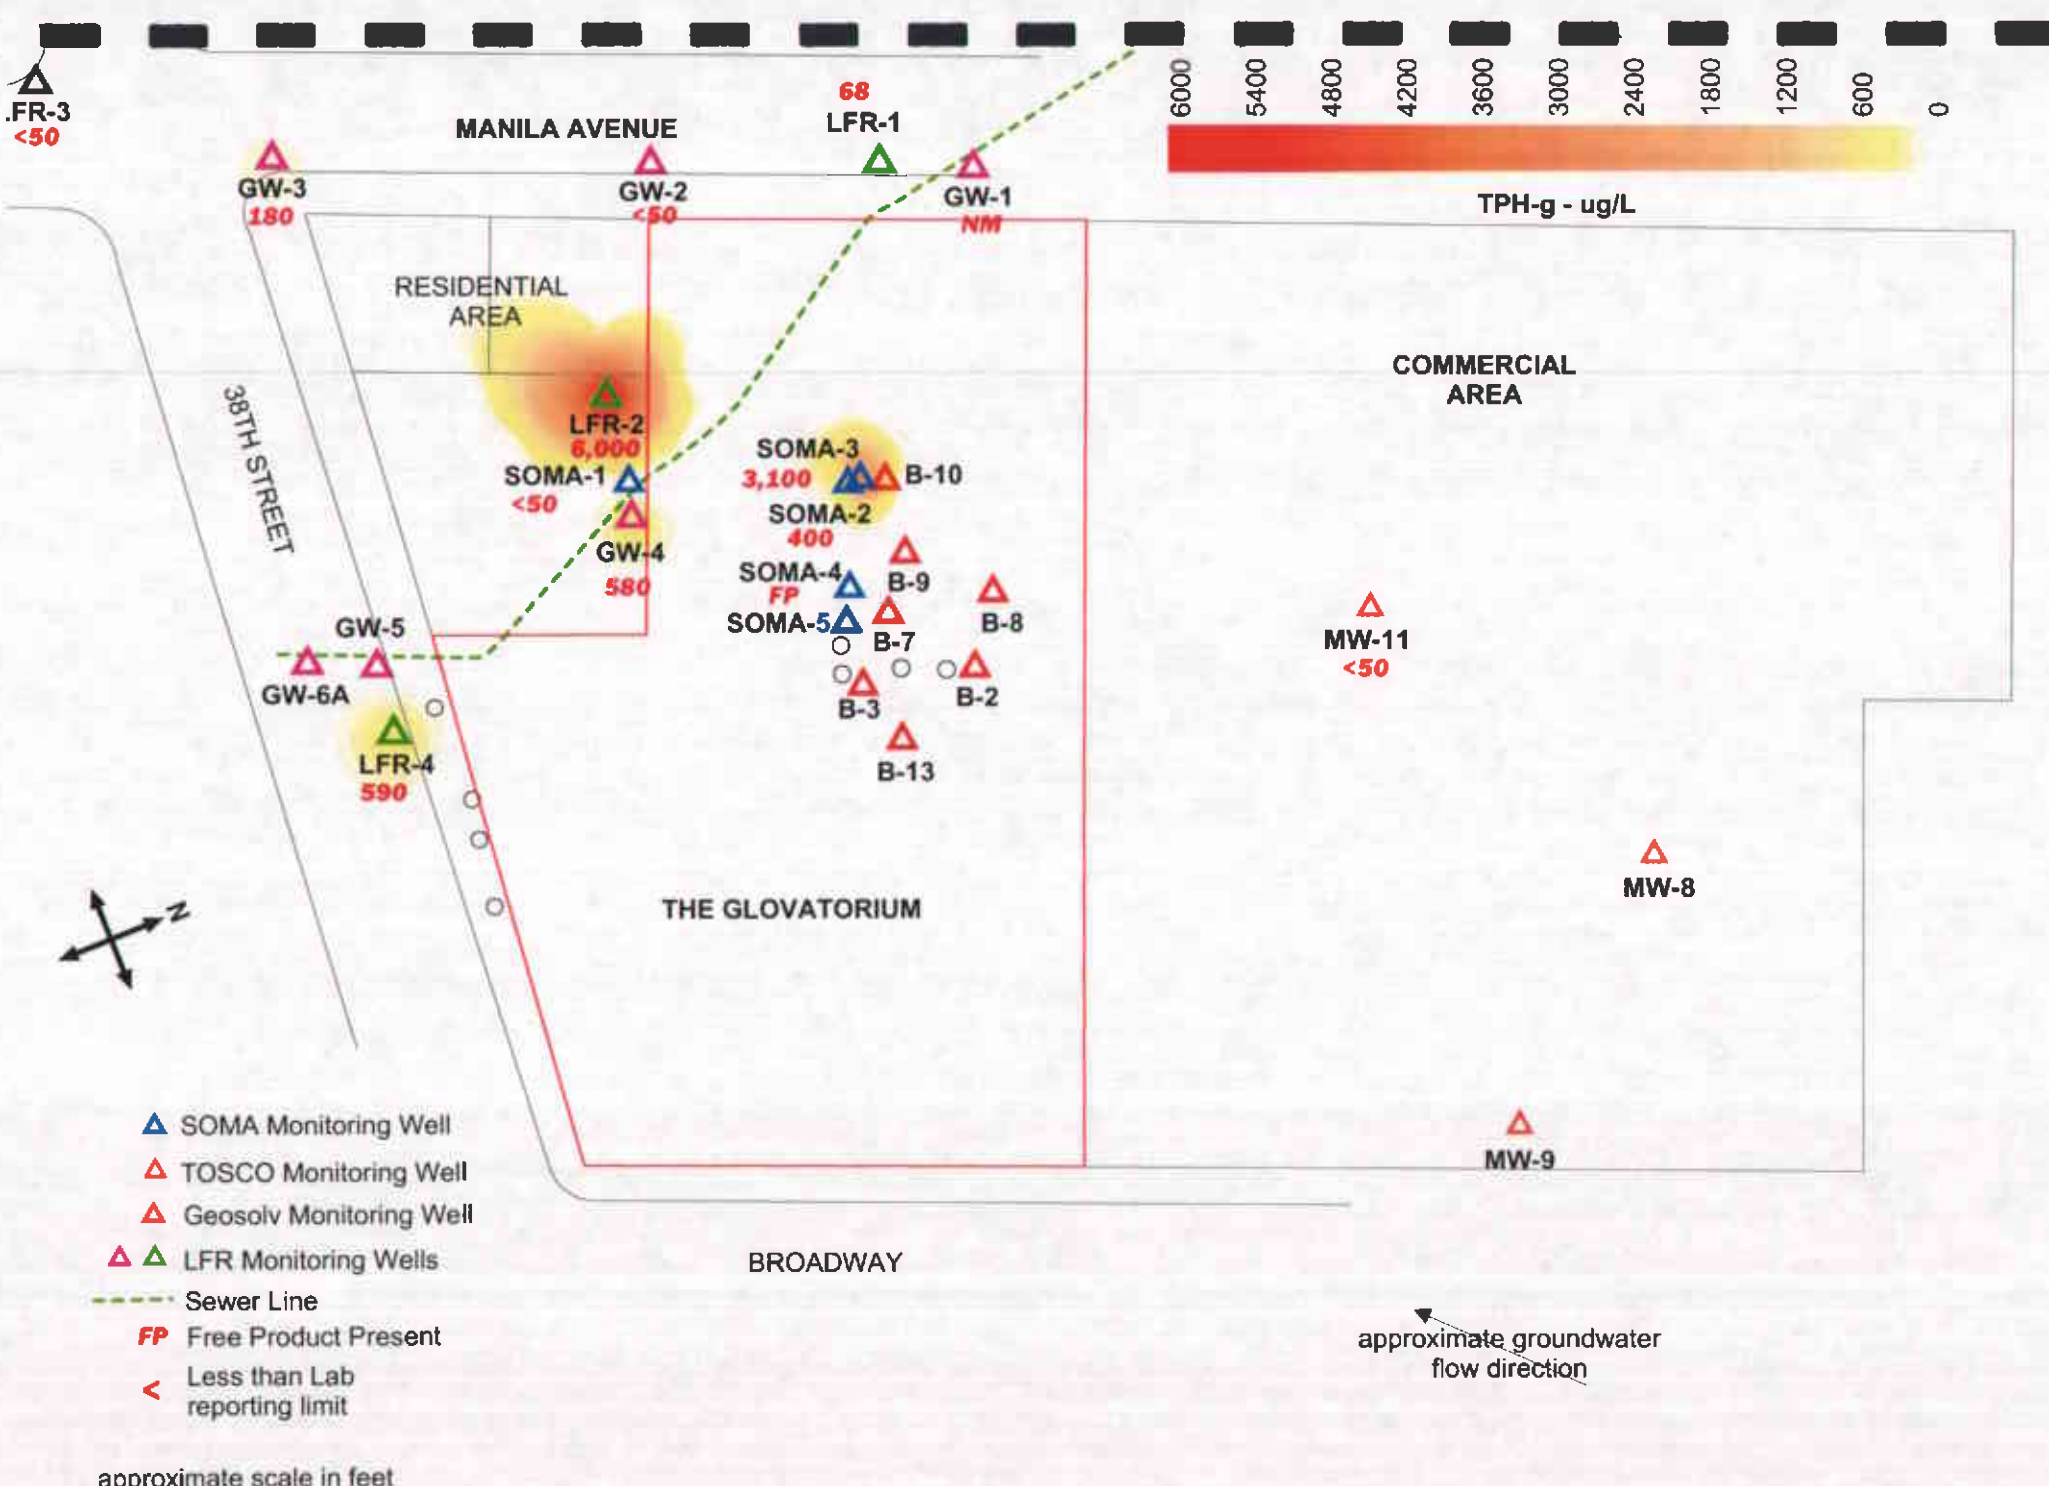 6000
5400
4800
4200
3600
3000
2400
1800
1200
600
0
TPH-g - ug/L
.FR-3
<50
MANILA AVENUE
68
LFR-1
GW-3
180
GW-2
<50
GW-1
NM
RESIDENTIAL
AREA
COMMERCIAL
AREA
38TH STREET
LFR-2
6,000
SOMA-1
<50
GW-4
580
SOMA-3
3,100
B-10
SOMA-2
400
B-9
SOMA-4
FP
SOMA-5
B-7
B-8
B-3
B-2
B-13
GW-5
GW-6A
LFR-4
590
MW-11
<50
MW-8
MW-9
THE GLOVATORIUM
N
SOMA Monitoring Well
TOSCO Monitoring Well
Geosolv Monitoring Well
LFR Monitoring Wells
Sewer Line
FP Free Product Present
< Less than Lab
reporting limit
BROADWAY
approximate groundwater
flow direction
approximate scale in feet